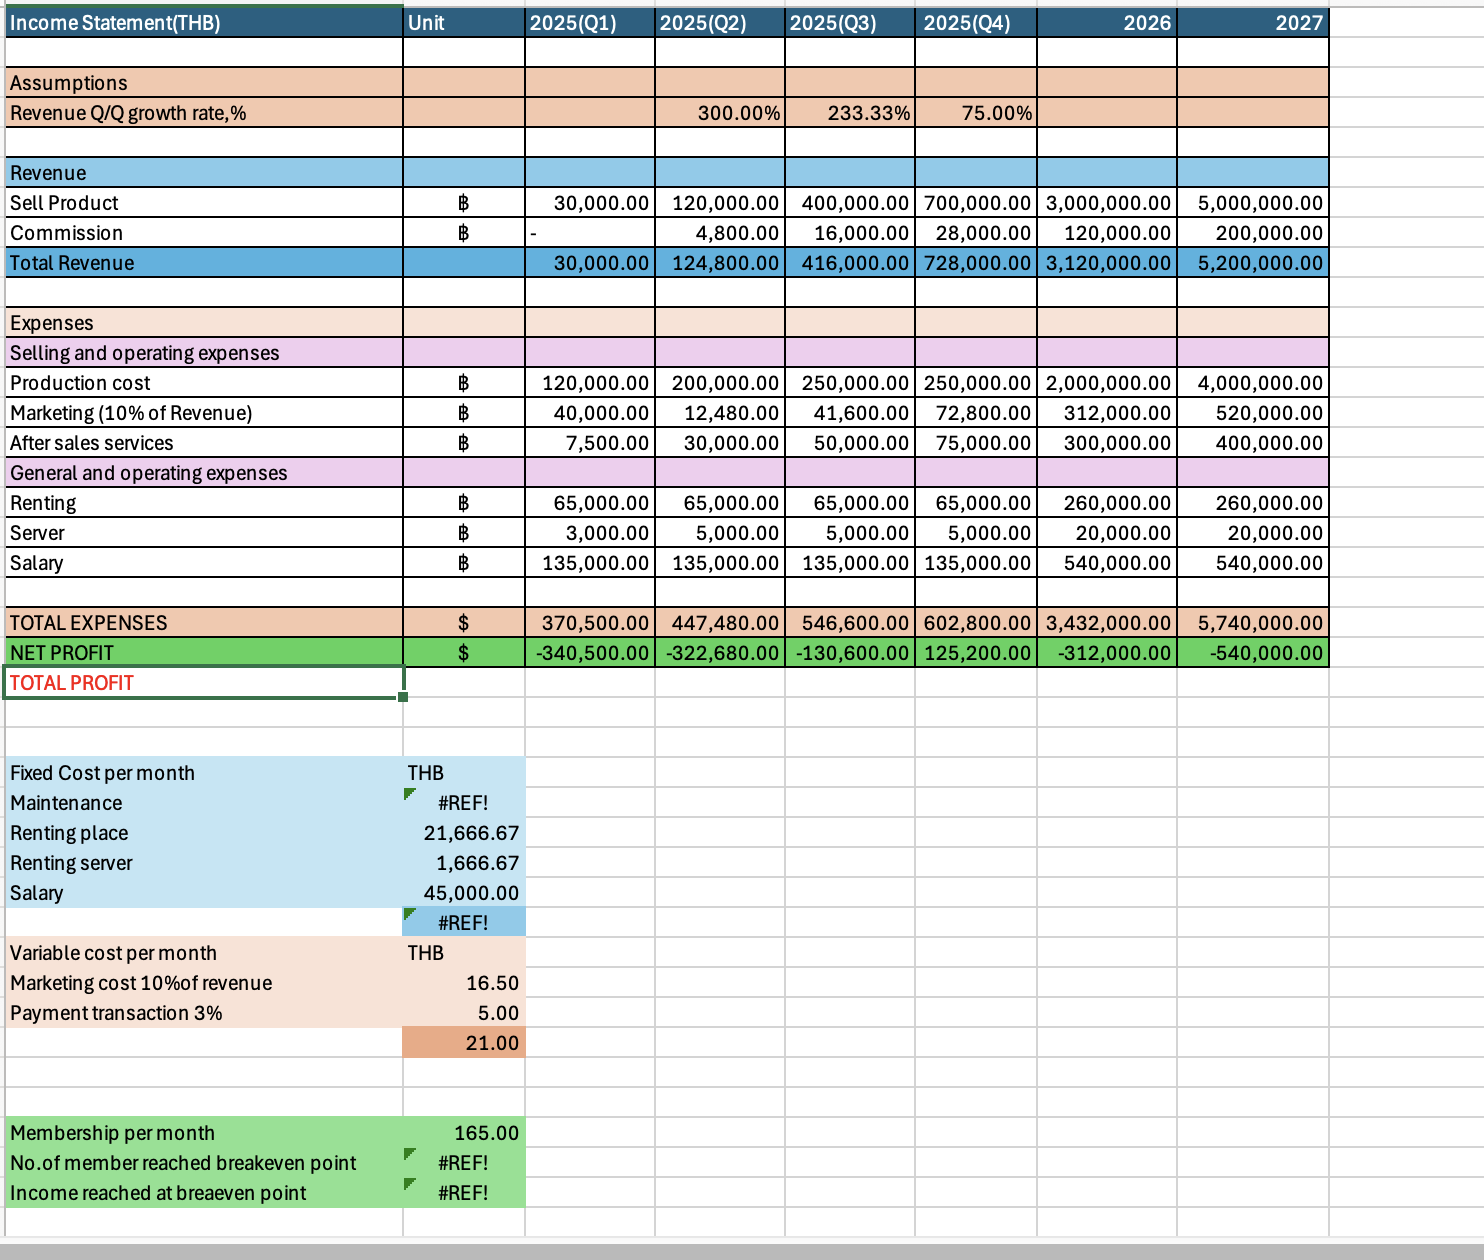 Income Statement(THB) Unit 2025(Q1) 2025(Q2) 2025(Q3) 2025(Q4) 2026 2027
Assumptions
Revenue Q/Q growth rate,% 300.00% 233.33% 75.00%
Revenue
Sell Product ฿ 30,000.00 120,000.00 400,000.00 700,000.00 3,000,000.00 5,000,000.00
Commission ฿ - 4,800.00 16,000.00 28,000.00 120,000.00 200,000.00
Total Revenue 30,000.00 124,800.00 416,000.00 728,000.00 3,120,000.00 5,200,000.00
Expenses
Selling and operating expenses
Production cost ฿ 120,000.00 200,000.00 250,000.00 250,000.00 2,000,000.00 4,000,000.00
Marketing (10% of Revenue) ฿ 40,000.00 12,480.00 41,600.00 72,800.00 312,000.00 520,000.00
After sales services ฿ 7,500.00 30,000.00 50,000.00 75,000.00 300,000.00 400,000.00
General and operating expenses
Renting ฿ 65,000.00 65,000.00 65,000.00 65,000.00 260,000.00 260,000.00
Server ฿ 3,000.00 5,000.00 5,000.00 5,000.00 20,000.00 20,000.00
Salary ฿ 135,000.00 135,000.00 135,000.00 135,000.00 540,000.00 540,000.00
TOTAL EXPENSES $ 370,500.00 447,480.00 546,600.00 602,800.00 3,432,000.00 5,740,000.00
NET PROFIT $ -340,500.00 -322,680.00 -130,600.00 125,200.00 -312,000.00 -540,000.00
TOTAL PROFIT
Fixed Cost per month THB
Maintenance #REF!
Renting place 21,666.67
Renting server 1,666.67
Salary 45,000.00
#REF!
Variable cost per month THB
Marketing cost 10%of revenue 16.50
Payment transaction 3% 5.00
21.00
Membership per month 165.00
No.of member reached breakeven point #REF!
Income reached at breaeven point #REF!